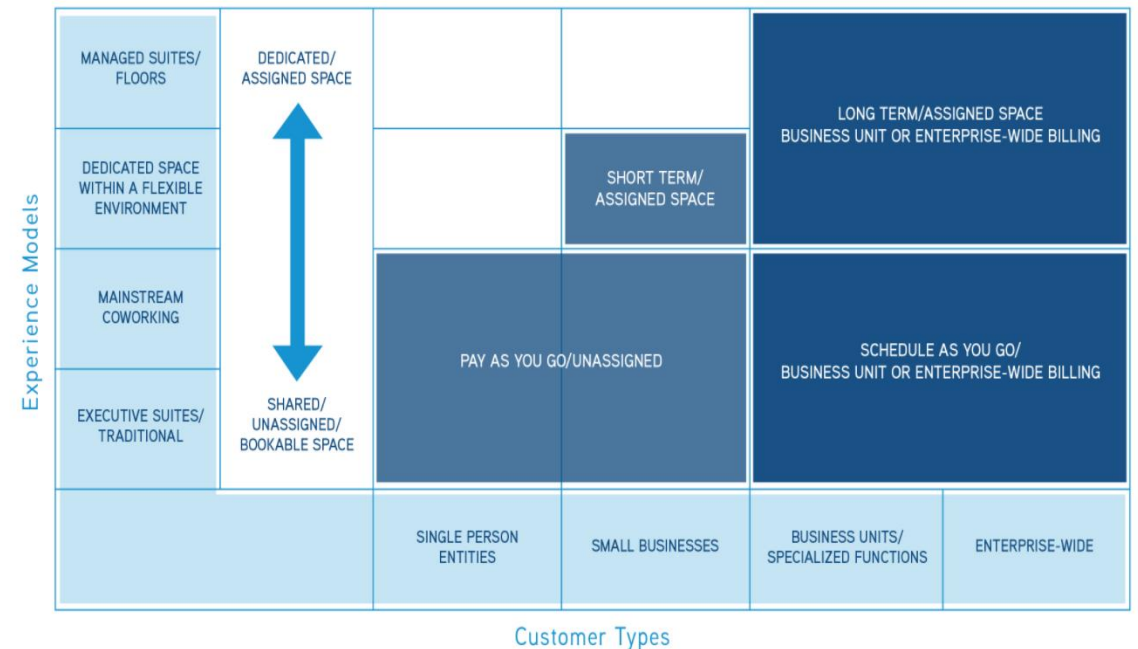 MANAGED SUITES/
FLOORS
DEDICATED/
ASSIGNED SPACE
LONG TERM/ASSIGNED SPACE
BUSINESS UNIT OR ENTERPRISE-WIDE BILLING
DEDICATED SPACE
WITHIN A FLEXIBLE
ENVIRONMENT
SHORT TERM/
ASSIGNED SPACE
Experience Models
MAINSTREAM
COWORKING
PAY AS YOU GO/UNASSIGNED
SCHEDULE AS YOU GO/
BUSINESS UNIT OR ENTERPRISE-WIDE BILLING
EXECUTIVE SUITES/
TRADITIONAL
SHARED/
UNASSIGNED/
BOOKABLE SPACE
SINGLE PERSON
ENTITIES
SMALL BUSINESSES
BUSINESS UNITS/
SPECIALIZED FUNCTIONS
ENTERPRISE-WIDE
Customer Types